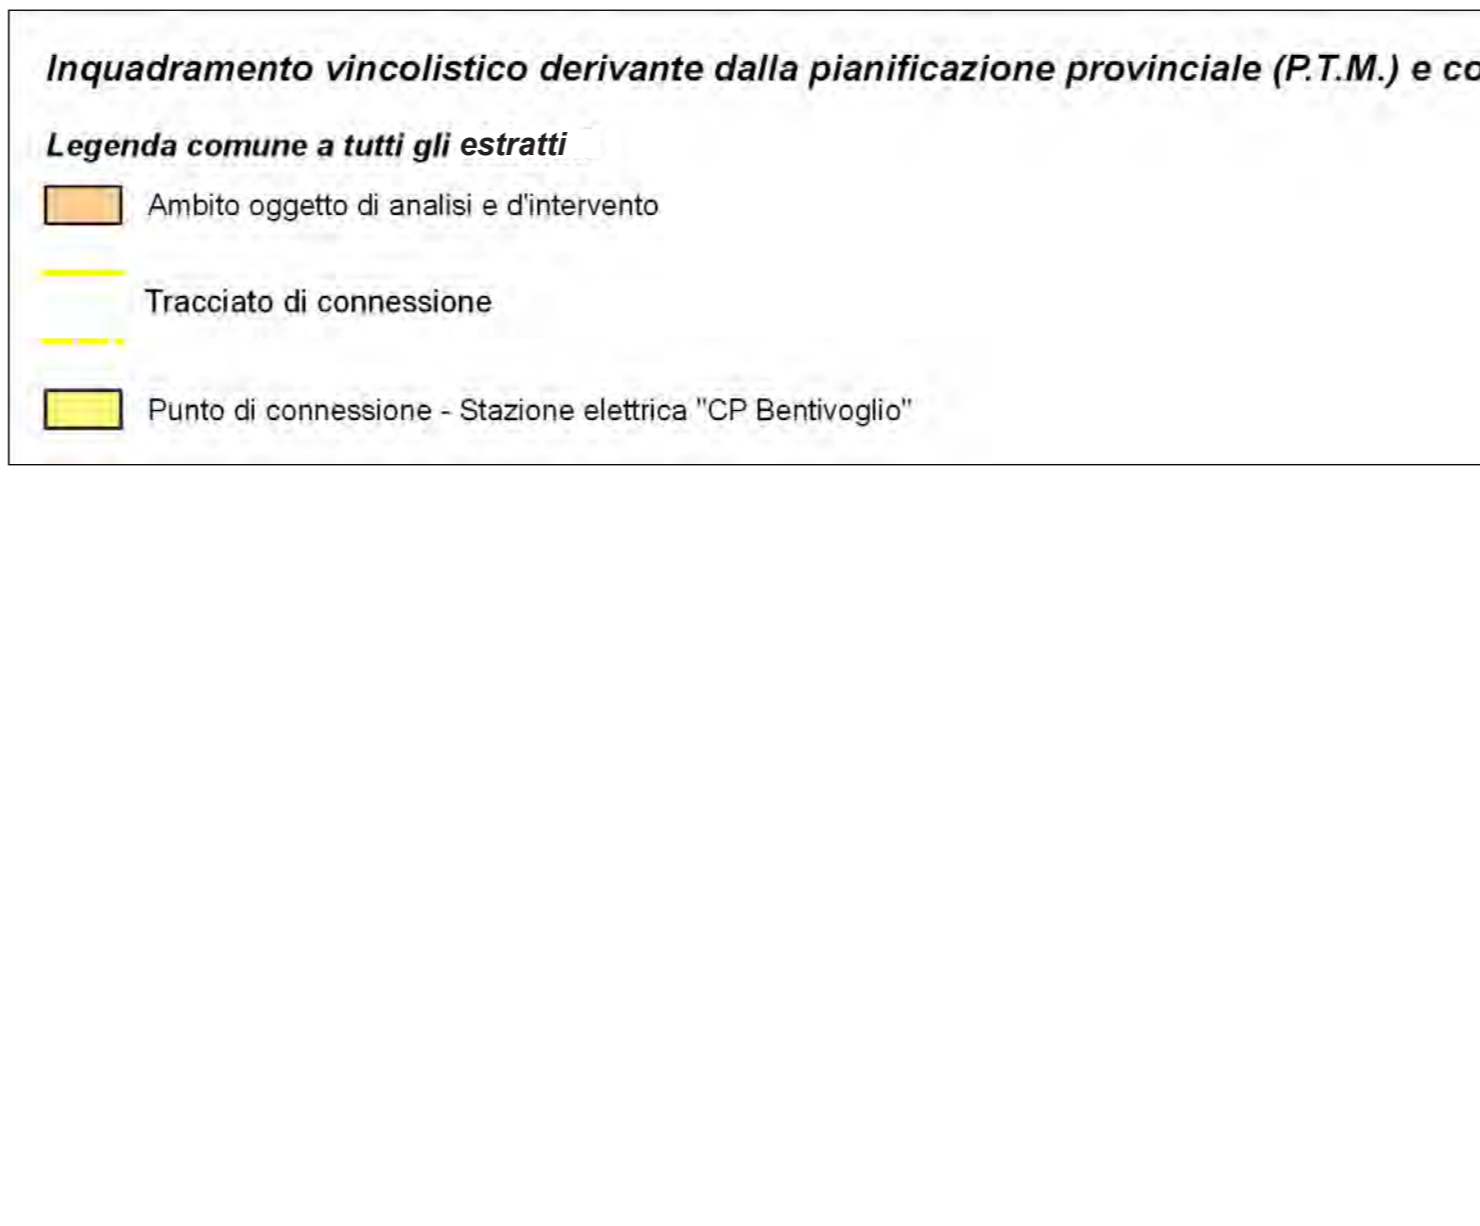 Inquadramento vincolistico derivante dalla pianificazione provinciale (P.T.M.) e co
Legenda comune a tutti gli estratti
Ambito oggetto di analisi e d'intervento
Tracciato di connessione
Punto di connessione - Stazione elettrica "CP Bentivoglio"